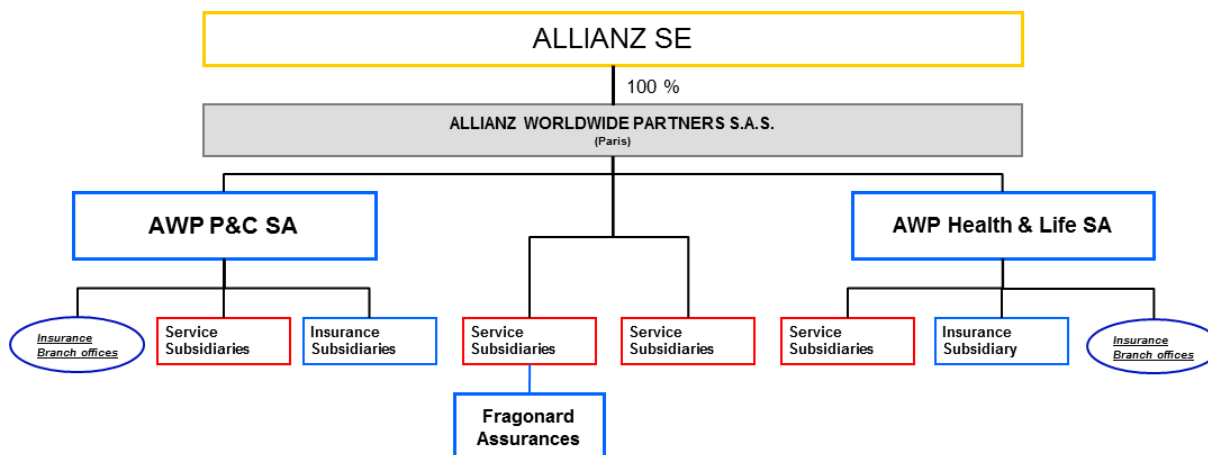 ALLIANZ SE
100 %
ALLIANZ WORLDWIDE PARTNERS S.A.S.
(Paris)
AWP P&C SA
AWP Health & Life SA
Insurance
Branch offices
Service
Subsidiaries
Insurance
Subsidiaries
Service
Subsidiaries
Service
Subsidiaries
Service
Subsidiaries
Insurance
Subsidiary
Insurance
Branch offices
Fragonard
Assurances